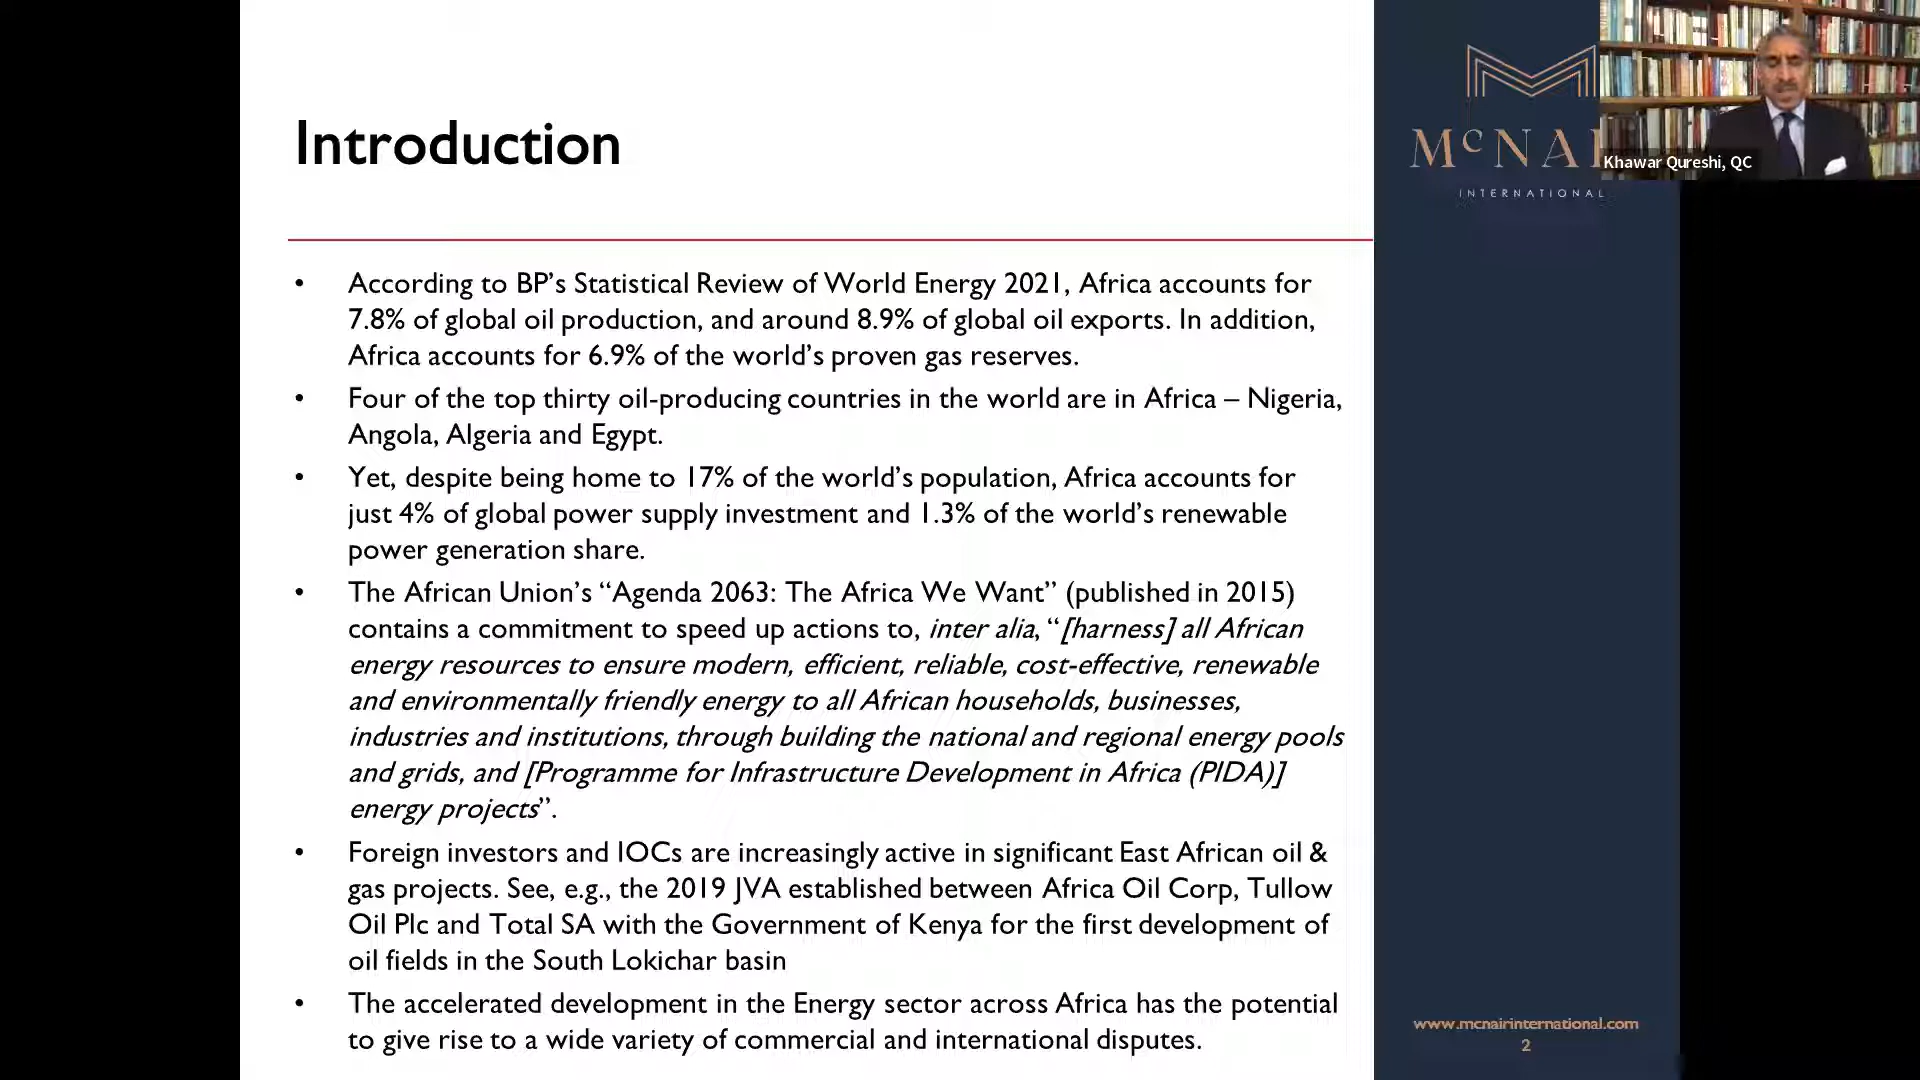 Introduction
• According to BP’s Statistical Review of World Energy 2021, Africa accounts for
7.8% of global oil production, and around 8.9% of global oil exports. In addition,
Africa accounts for 6.9% of the world’s proven gas reserves.
• Four of the top thirty oil-producing countries in the world are in Africa – Nigeria,
Angola, Algeria and Egypt.
• Yet, despite being home to 17% of the world’s population, Africa accounts for
just 4% of global power supply investment and 1.3% of the world’s renewable
power generation share.
• The African Union’s “Agenda 2063: The Africa We Want” (published in 2015)
contains a commitment to speed up actions to, inter alia, “[harness] all African
energy resources to ensure modern, efficient, reliable, cost-effective, renewable
and environmentally friendly energy to all African households, businesses,
industries and institutions, through building the national and regional energy pools
and grids, and [Programme for Infrastructure Development in Africa (PIDA)]
energy projects”.
• Foreign investors and IOCs are increasingly active in significant East African oil &
gas projects. See, e.g., the 2019 JVA established between Africa Oil Corp, Tullow
Oil Plc and Total SA with the Government of Kenya for the first development of
oil fields in the South Lokichar basin
• The accelerated development in the Energy sector across Africa has the potential
to give rise to a wide variety of commercial and international disputes.
McNAI
INTERNATIONAL
Khawar Qureshi, QC
www.mcnairinternational.com
2